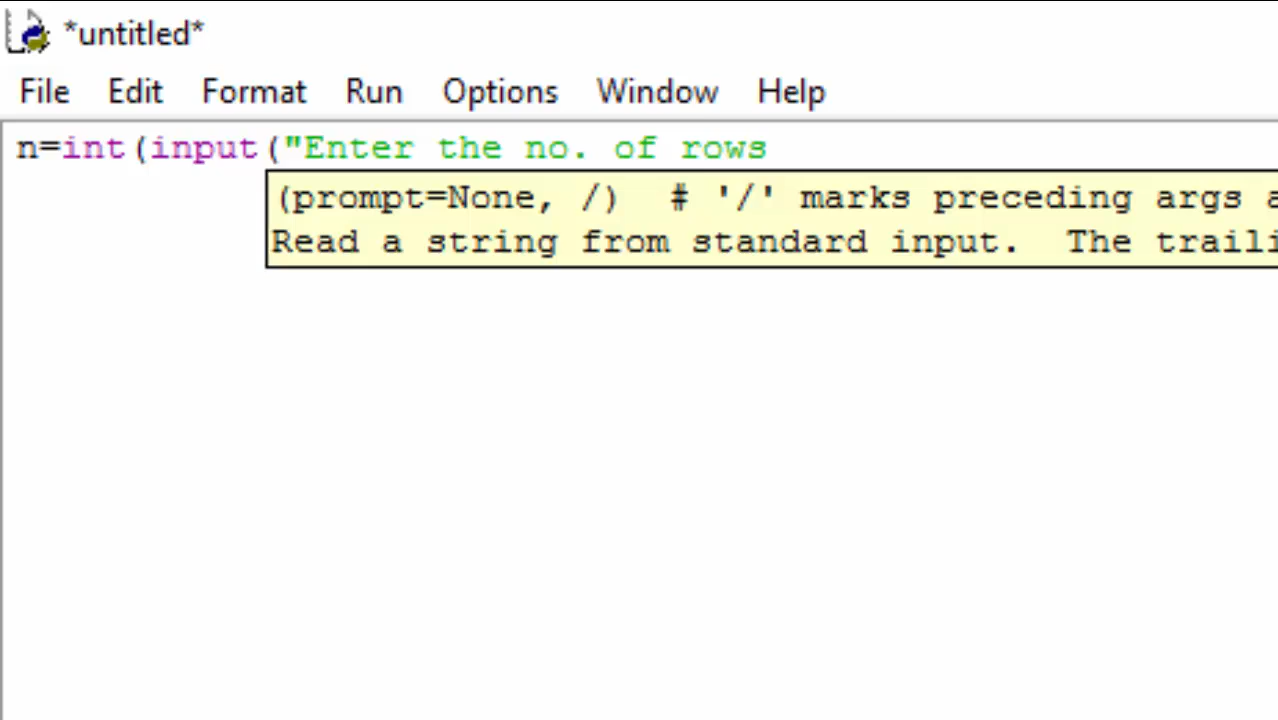 *untitled*
File Edit Format Run Options Window Help
n=int(input("Enter the no. of rows
(prompt=None, /)  # '/' marks preceding args
Read a string from standard input.  The